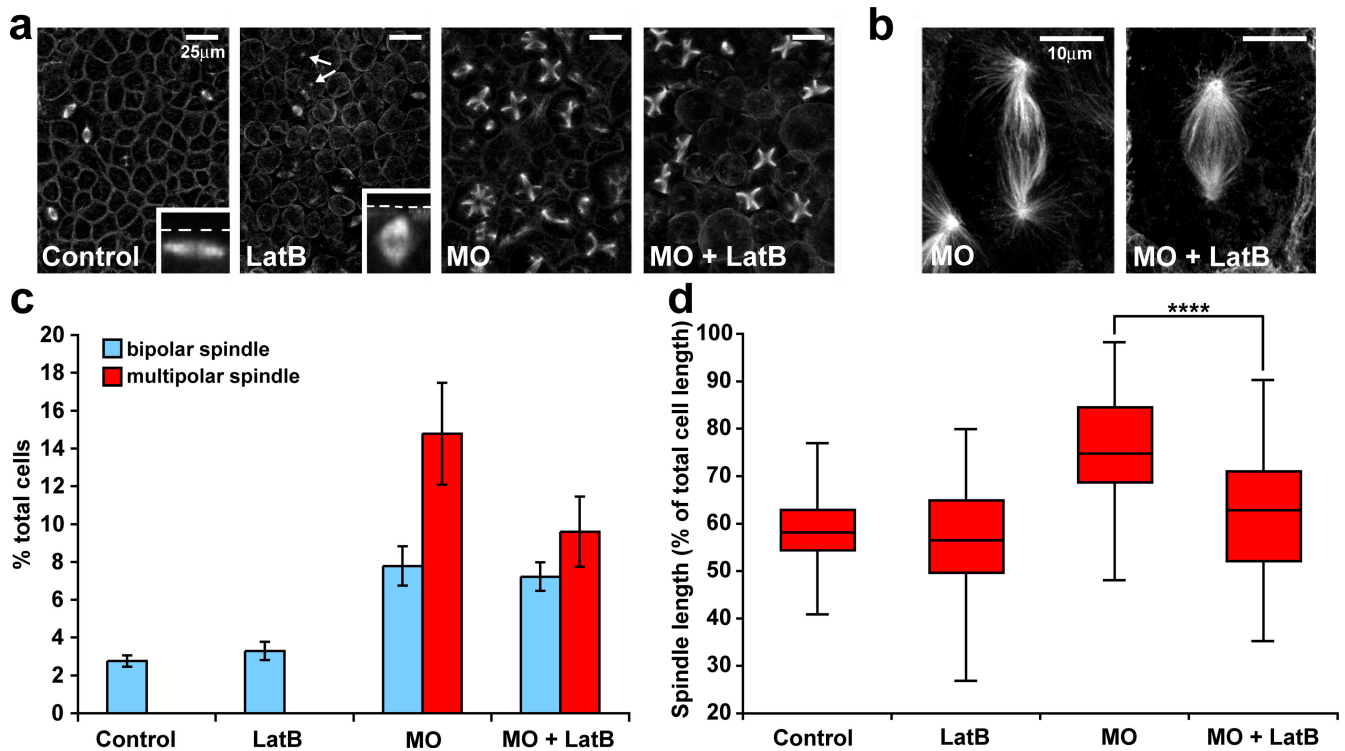 a
25μm
Control
LatB
MO
MO + LatB
b
10μm
MO
MO + LatB
c
% total cells
20
18
16
14
12
10
8
6
4
2
0
bipolar spindle
multipolar spindle
Control
LatB
MO
MO + LatB
d
Spindle length (% of total cell length)
100
90
80
70
60
50
40
30
20
****
Control
LatB
MO
MO + LatB